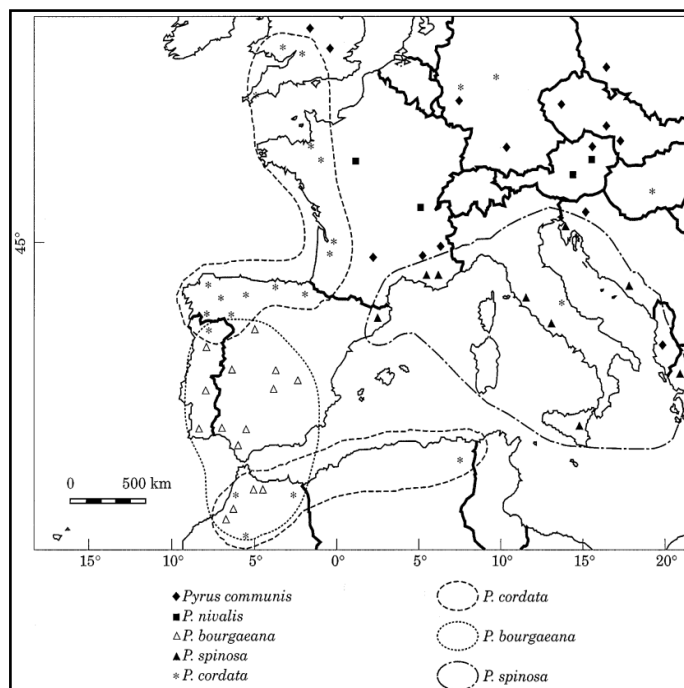 45°
0 500 km
15° 10° 5° 0° 5° 10° 15° 20°
Pyrus communis
P. nivalis
P. bourgaeana
P. spinosa
P. cordata
P. cordata
P. bourgaeana
P. spinosa